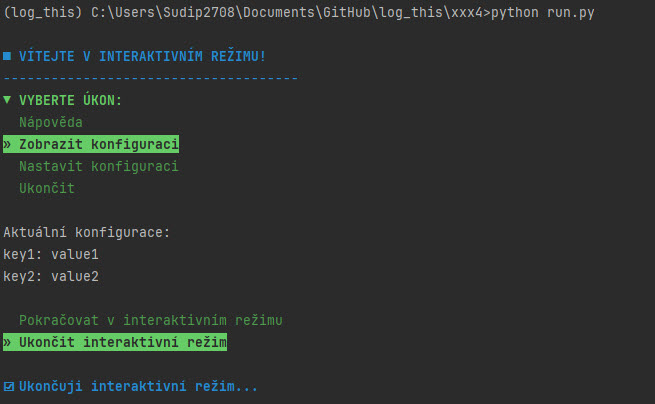 (log_this) C:\Users\Sudip2708\Documents\GitHub\log_this\xxx4>python run.py
■ VÍTEJTE V INTERAKTIVNÍM REŽIMU!
-------------------------------------
▼ VYBERTE ÚKON:
Nápověda
» Zobrazit konfiguraci
Nastavit konfiguraci
Ukončit
Aktuální konfigurace:
key1: value1
key2: value2
Pokračovat v interaktivním režimu
» Ukončit interaktivní režim
☑ Ukončuji interaktivní režim...